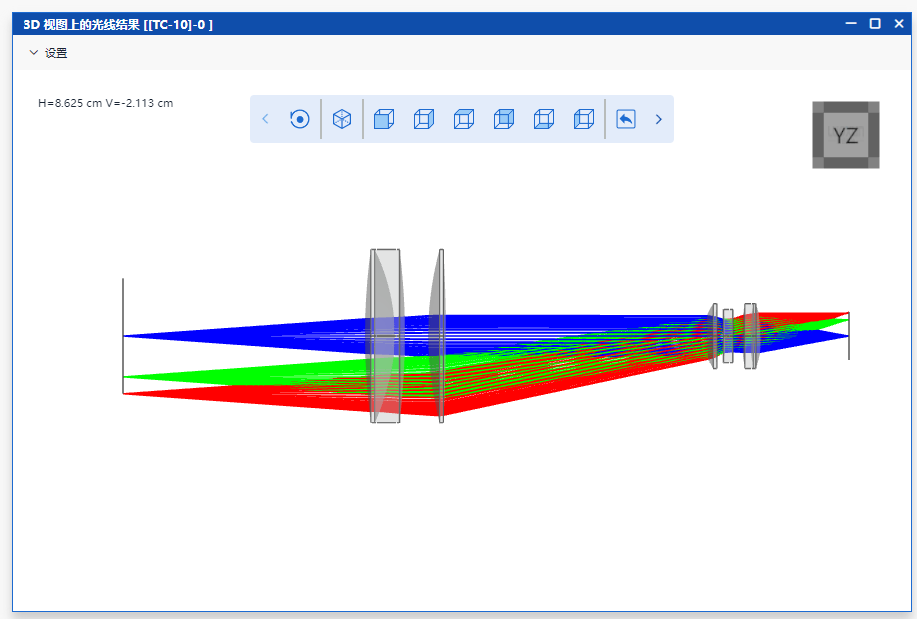 3D 视图上的光线结果 [[TC-10]-0 ]
设置
H=8.625 cm V=-2.113 cm
YZ